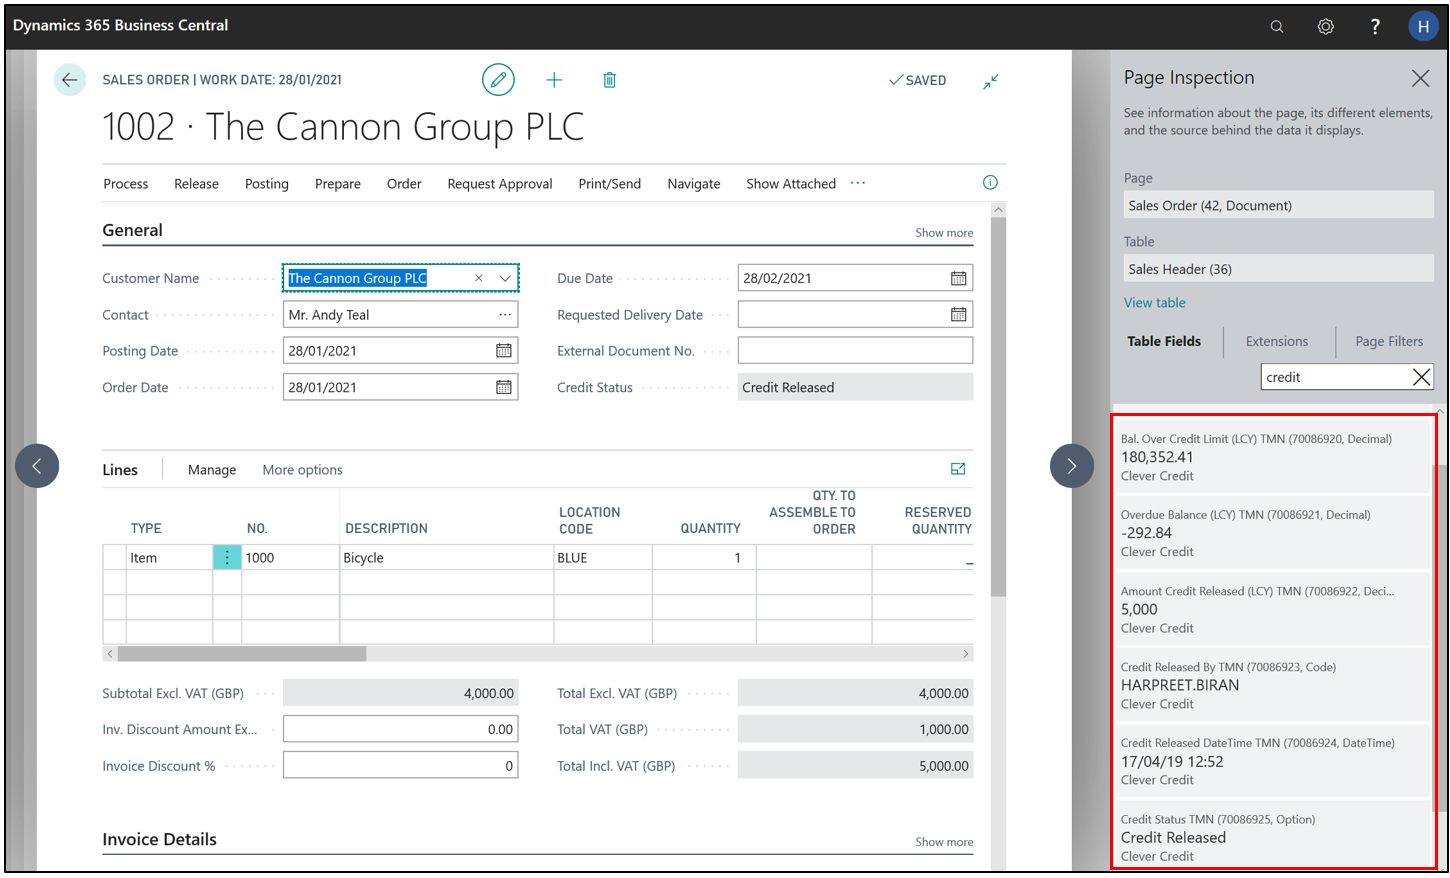 Dynamics 365 Business Central
?
H
SALES ORDER | WORK DATE: 28/01/2021
SAVED
1002 · The Cannon Group PLC
Process Release Posting Prepare Order Request Approval Print/Send Navigate Show Attached ...
General
Show more
Customer Name The Cannon Group PLC
Contact Mr. Andy Teal
Posting Date 28/01/2021
Order Date 28/01/2021
Due Date 28/02/2021
Requested Delivery Date
External Document No.
Credit Status Credit Released
Lines Manage More options
TYPE
NO.
DESCRIPTION
LOCATION
CODE
QUANTITY
QTY. TO
ASSEMBLE TO
ORDER
RESERVED
QUANTITY
Item 1000 Bicycle BLUE 1 _
Subtotal Excl. VAT (GBP) 4,000.00
Inv. Discount Amount Ex... 0.00
Invoice Discount % 0
Total Excl. VAT (GBP) 4,000.00
Total VAT (GBP) 1,000.00
Total Incl. VAT (GBP) 5,000.00
Invoice Details
Show more
Page Inspection
See information about the page, its different elements,
and the source behind the data it displays.
Page
Sales Order (42, Document)
Table
Sales Header (36)
View table
Table Fields Extensions Page Filters
credit
Bal. Over Credit Limit (LCY) TMN (70086920, Decimal)
180,352.41
Clever Credit
Overdue Balance (LCY) TMN (70086921, Decimal)
-292.84
Clever Credit
Amount Credit Released (LCY) TMN (70086922, Deci...
5,000
Clever Credit
Credit Released By TMN (70086923, Code)
HARPREET.BIRAN
Clever Credit
Credit Released DateTime TMN (70086924, DateTime)
17/04/19 12:52
Clever Credit
Credit Status TMN (70086925, Option)
Credit Released
Clever Credit